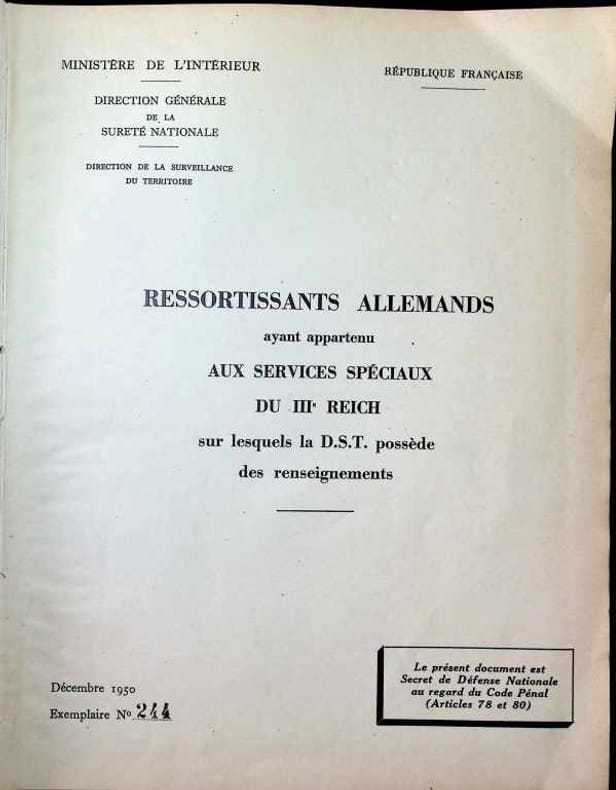 MINISTÈRE DE L'INTÉRIEUR
RÉPUBLIQUE FRANÇAISE
DIRECTION GÉNÉRALE
DE LA
SURETÉ NATIONALE
DIRECTION DE LA SURVEILLANCE
DU TERRITOIRE
RESSORTISSANTS ALLEMANDS
ayant appartenu
AUX SERVICES SPÉCIAUX
DU IIIᵉ REICH
sur lesquels la D.S.T. possède
des renseignements
Le présent document est
Secret de Défense Nationale
au regard du Code Pénal
(Articles 78 et 80)
Décembre 1950
Exemplaire Nº 244